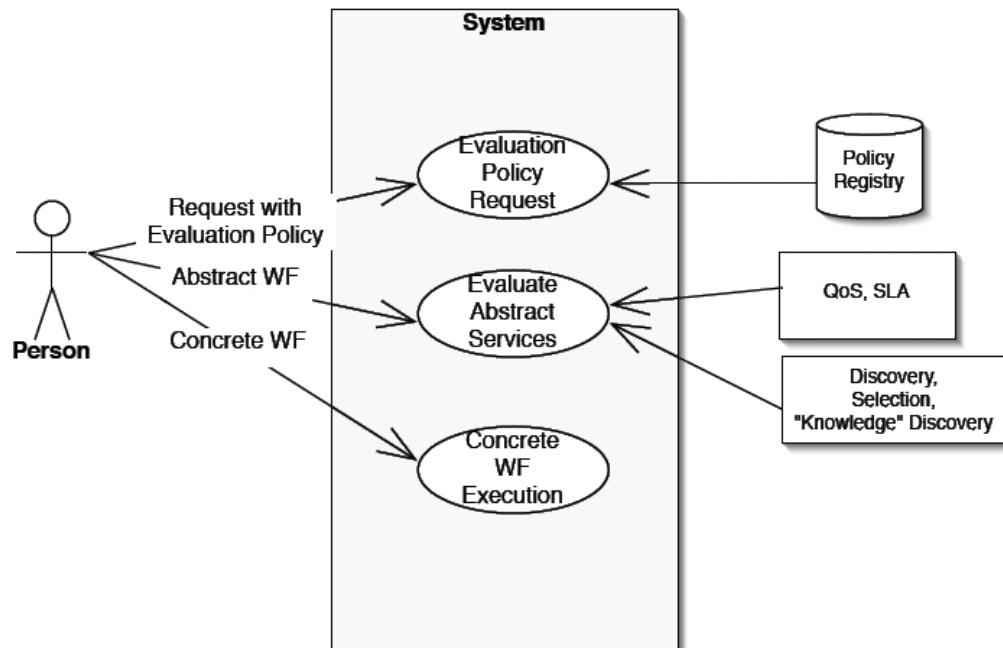 System
Evaluation
Policy
Request
Policy
Registry
Request with
Evaluation Policy
Abstract WF
Evaluate
Abstract
Services
QoS, SLA
Person
Concrete WF
Discovery,
Selection,
"Knowledge" Discovery
Concrete
WF
Execution